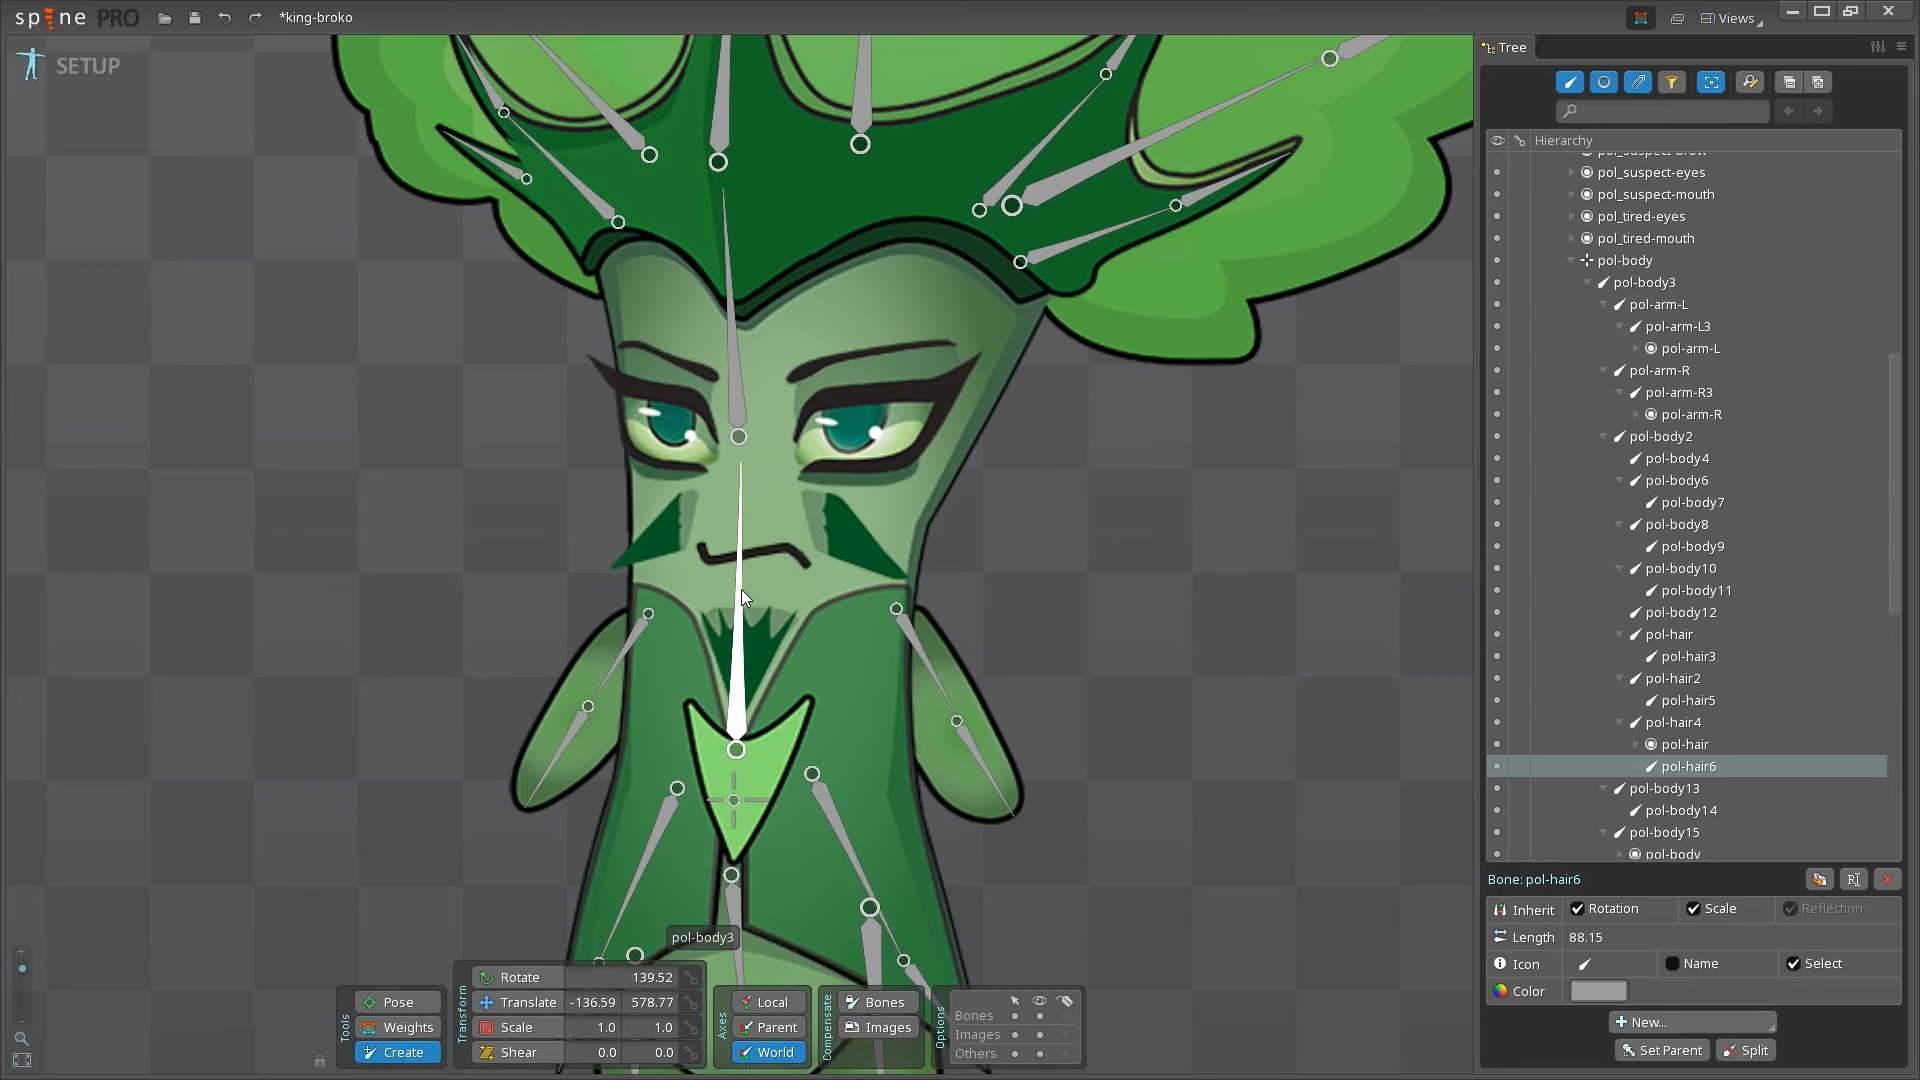 spine PRO
*king-broko
Views
SETUP
Tree
Hierarchy
pol_suspect-brow
pol_suspect-eyes
pol_suspect-mouth
pol_tired-eyes
pol_tired-mouth
pol-body
pol-body3
pol-arm-L
pol-arm-L3
pol-arm-L
pol-arm-R
pol-arm-R3
pol-arm-R
pol-body2
pol-body4
pol-body6
pol-body7
pol-body8
pol-body9
pol-body10
pol-body11
pol-body12
pol-hair
pol-hair3
pol-hair2
pol-hair5
pol-hair4
pol-hair
pol-hair6
pol-body13
pol-body14
pol-body15
pol-body
Bone: pol-hair6
Inherit Rotation Scale Reflection
Length 88.15
Icon Name Select
Color
New...
Set Parent Split
pol-body3
Tools
Pose
Weights
Create
Transform
Rotate 139.52
Translate -136.59 578.77
Scale 1.0 1.0
Shear 0.0 0.0
Axes
Local
Parent
World
Compensate
Bones
Images
Options
Bones
Images
Others